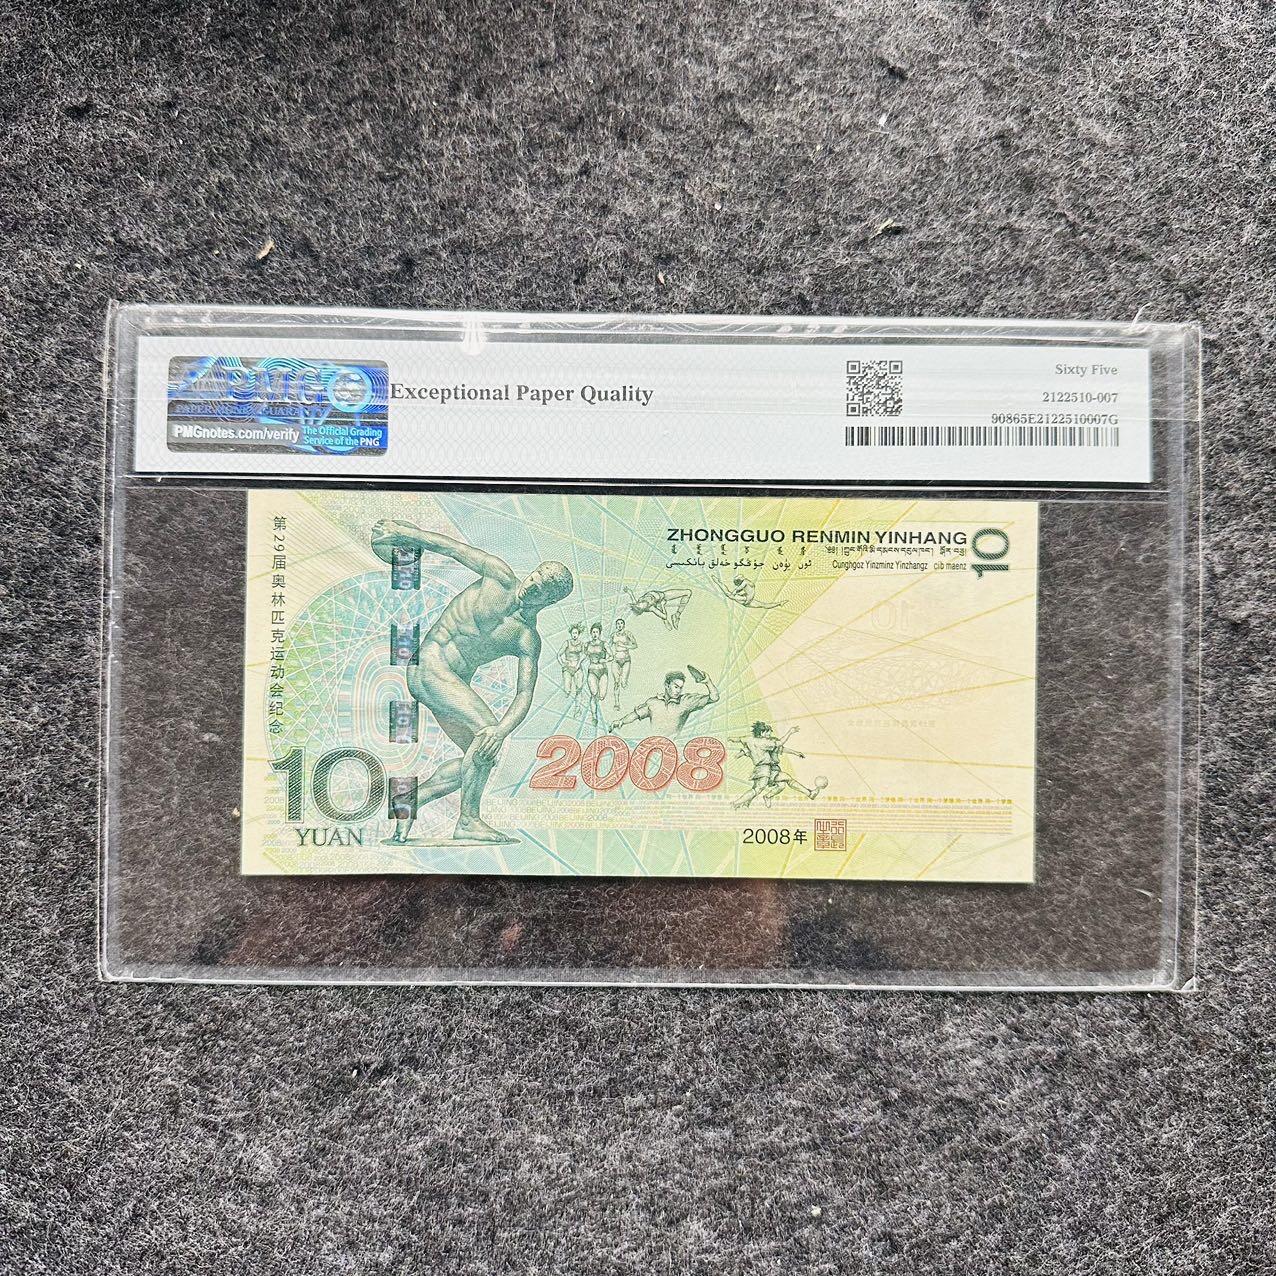 PMG
PAPER MONEY GUARANTY
PMGnotes.com/verify
The Official Grading
Service of the PNG
Exceptional Paper Quality
Sixty Five
2122510-007
90865E2122510007G
第29届奥林匹克运动会纪念
ZHONGGUO RENMIN YINHANG
10
Cunghgoz Yinzminz Yinzhangz cib maenz
2008
10
YUAN
2008年